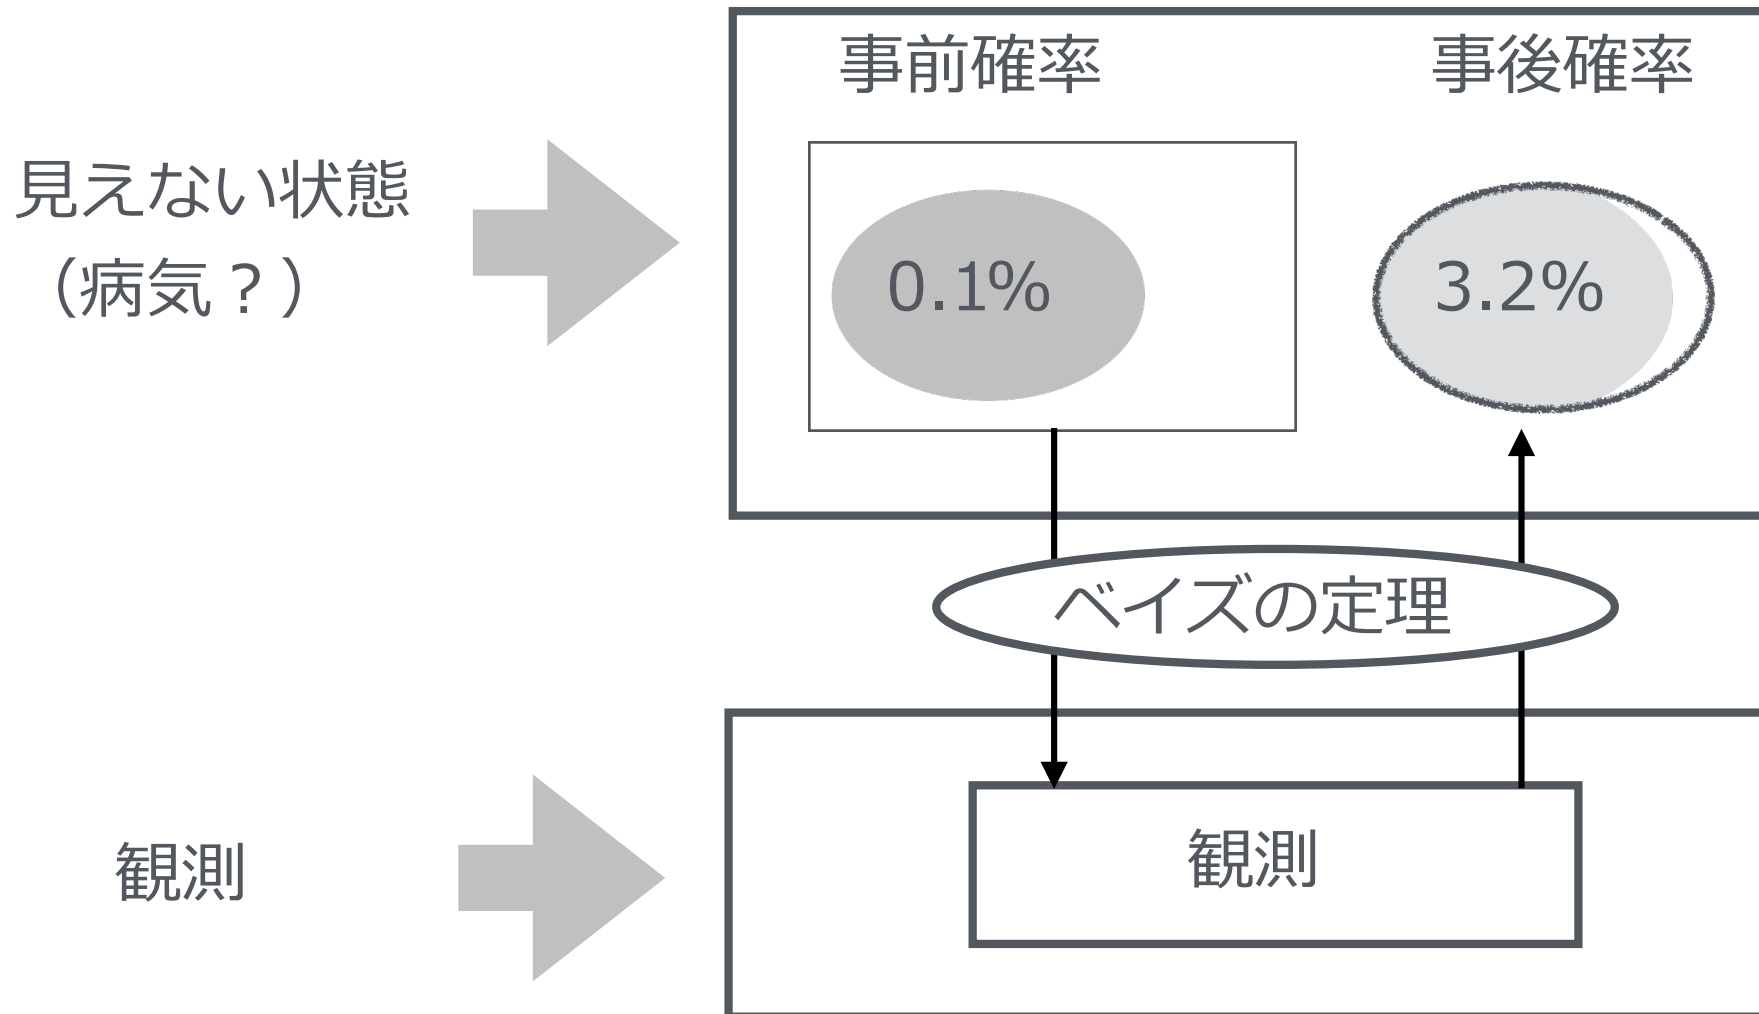 事前確率
事後確率
見えない状態
（病気？）
0.1%
3.2%
ベイズの定理
観測
観測